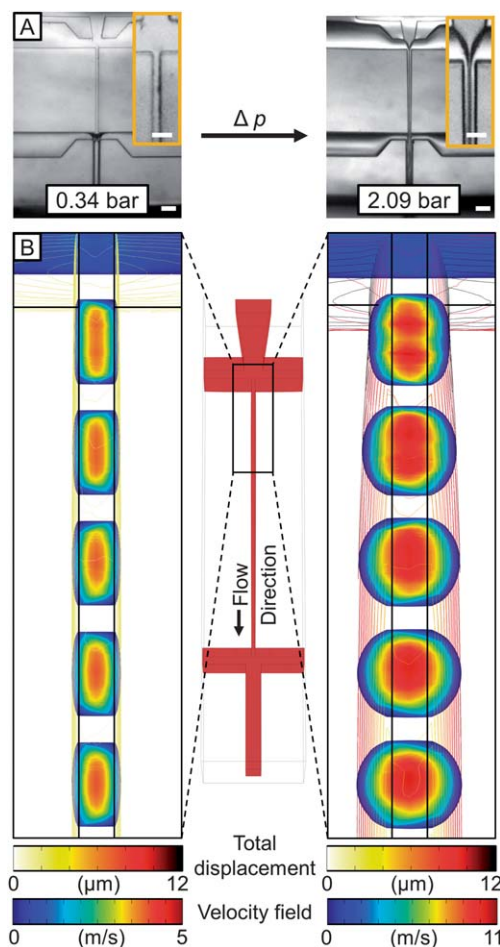 A
Δ p
0.34 bar
2.09 bar
B
Flow
Direction
Total
displacement
0 (μm) 12
0 (μm) 12
Velocity field
0 (m/s) 5
0 (m/s) 11